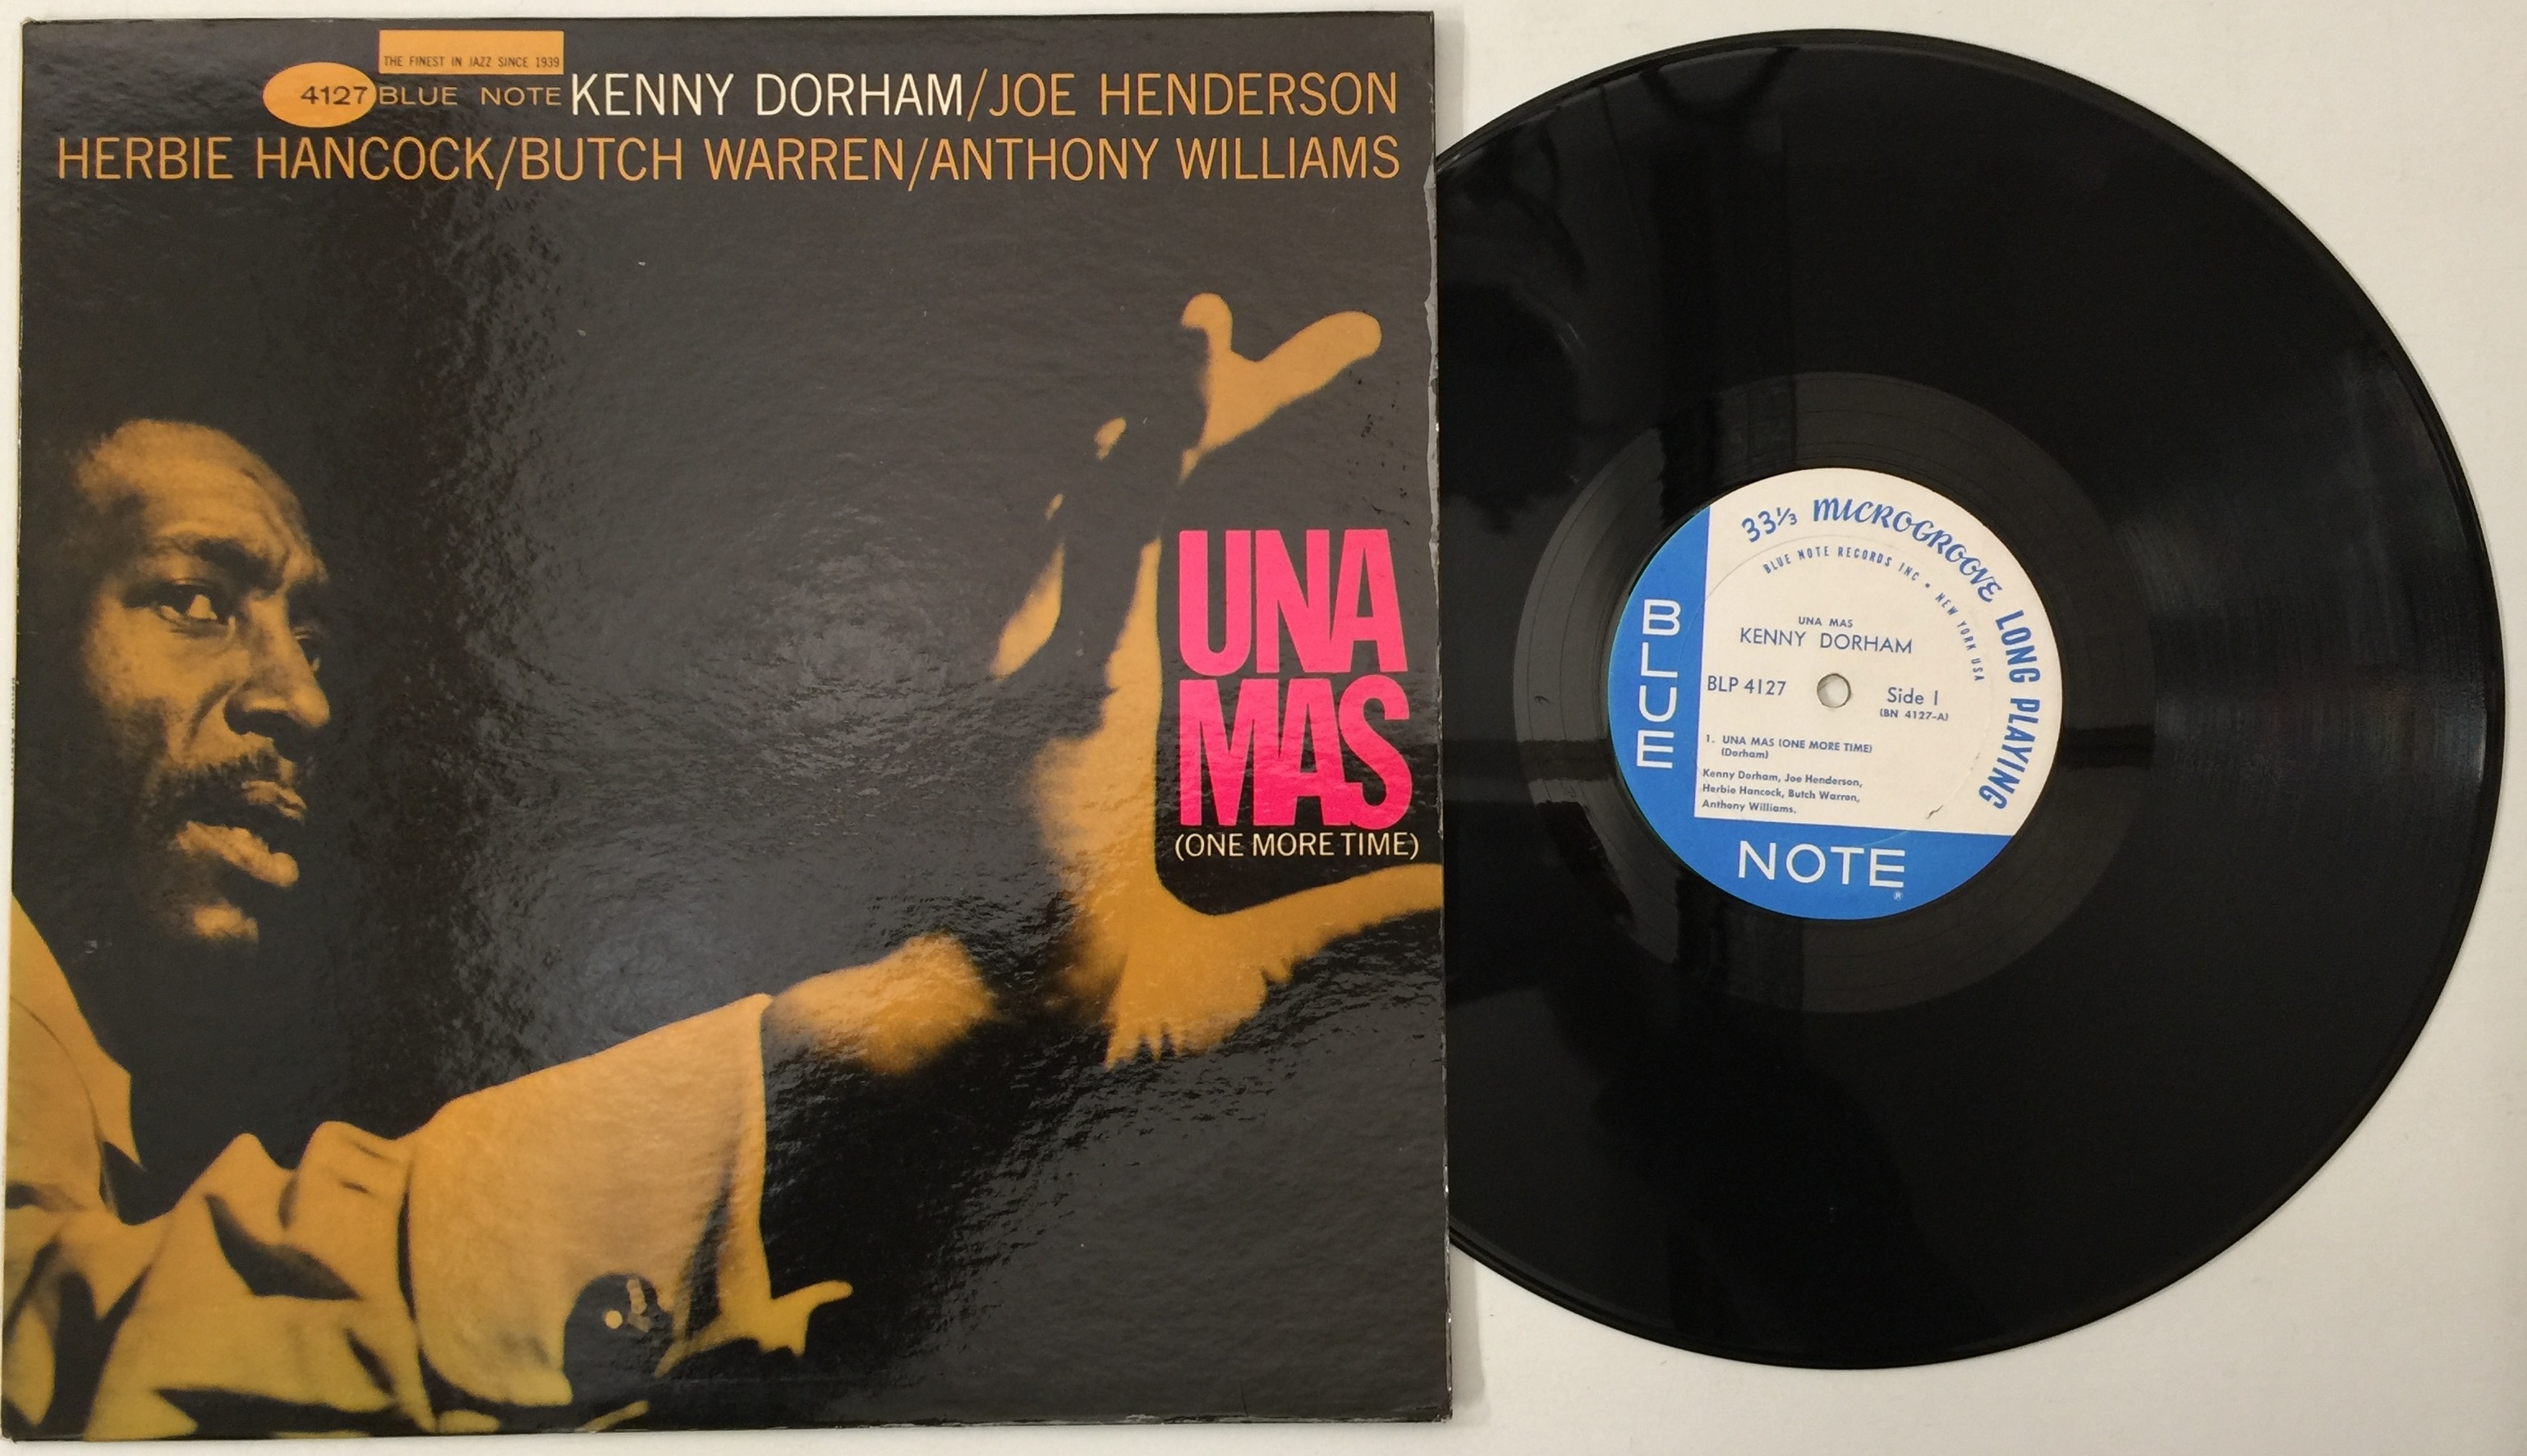 THE FINEST IN JAZZ SINCE 1939
4127 BLUE NOTE KENNY DORHAM/JOE HENDERSON
HERBIE HANCOCK/BUTCH WARREN/ANTHONY WILLIAMS
UNA
MAS
(ONE MORE TIME)
33⅓ MICROGROOVE LONG PLAYING
BLUE NOTE RECORDS INC • NEW YORK USA
UNA MAS
KENNY DORHAM
BLP 4127
Side 1
(BN 4127-A)
1. UNA MAS (ONE MORE TIME)
(Dorham)
Kenny Dorham, Joe Henderson,
Herbie Hancock, Butch Warren,
Anthony Williams.
BLUE
NOTE
®